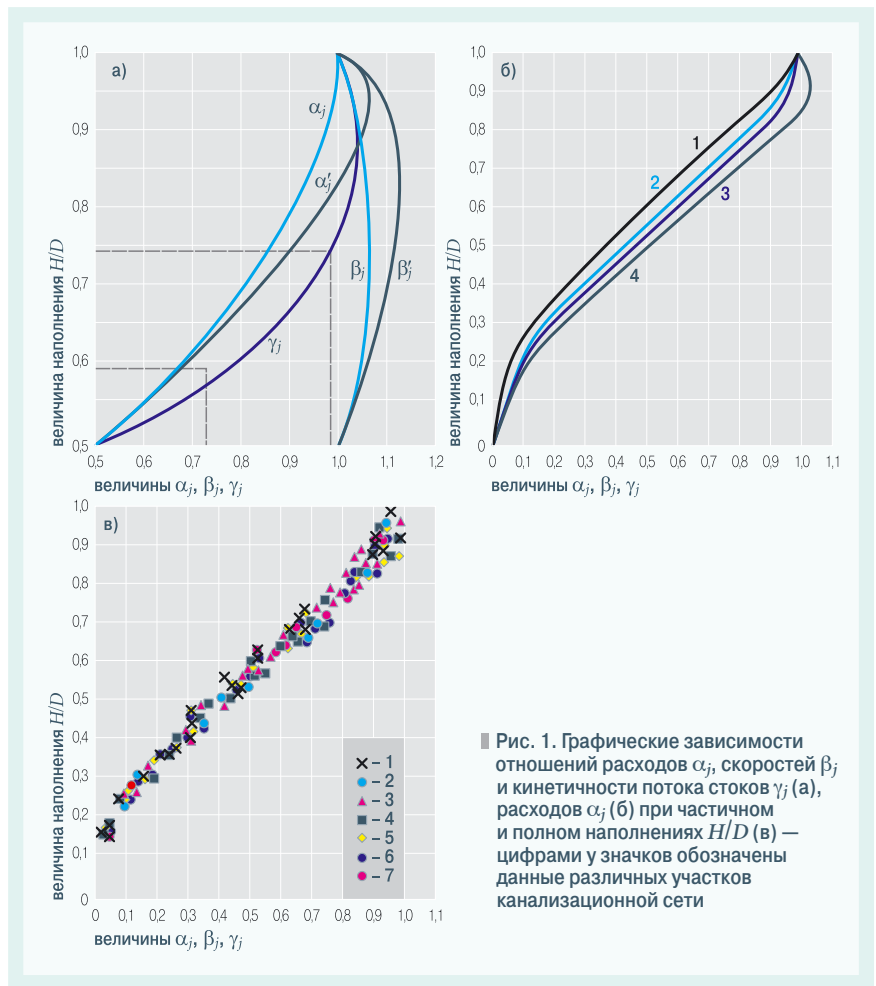 а)
1,0
0,9
0,8
0,7
0,6
0,5
величина наполнения H/D
αj
α′j
βj
β′j
γj
0,5 0,6 0,7 0,8 0,9 1,0 1,1 1,2
величины αj, βj, γj
б)
1,0
0,9
0,8
0,7
0,6
0,5
0,4
0,3
0,2
0,1
0
величина наполнения H/D
1
2
3
4
0 0,1 0,2 0,3 0,4 0,5 0,6 0,7 0,8 0,9 1,0 1,1
величины αj, βj, γj
в)
1,0
0,9
0,8
0,7
0,6
0,5
0,4
0,3
0,2
0,1
0
величина наполнения H/D
– 1
– 2
– 3
– 4
– 5
– 6
– 7
0 0,1 0,2 0,3 0,4 0,5 0,6 0,7 0,8 0,9 1,0 1,1
величины αj, βj, γj
Рис. 1. Графические зависимости
отношений расходов αj, скоростей βj
и кинетичности потока стоков γj (а),
расходов αj (б) при частичном
и полном наполнениях H/D (в) —
цифрами у значков обозначены
данные различных участков
канализационной сети